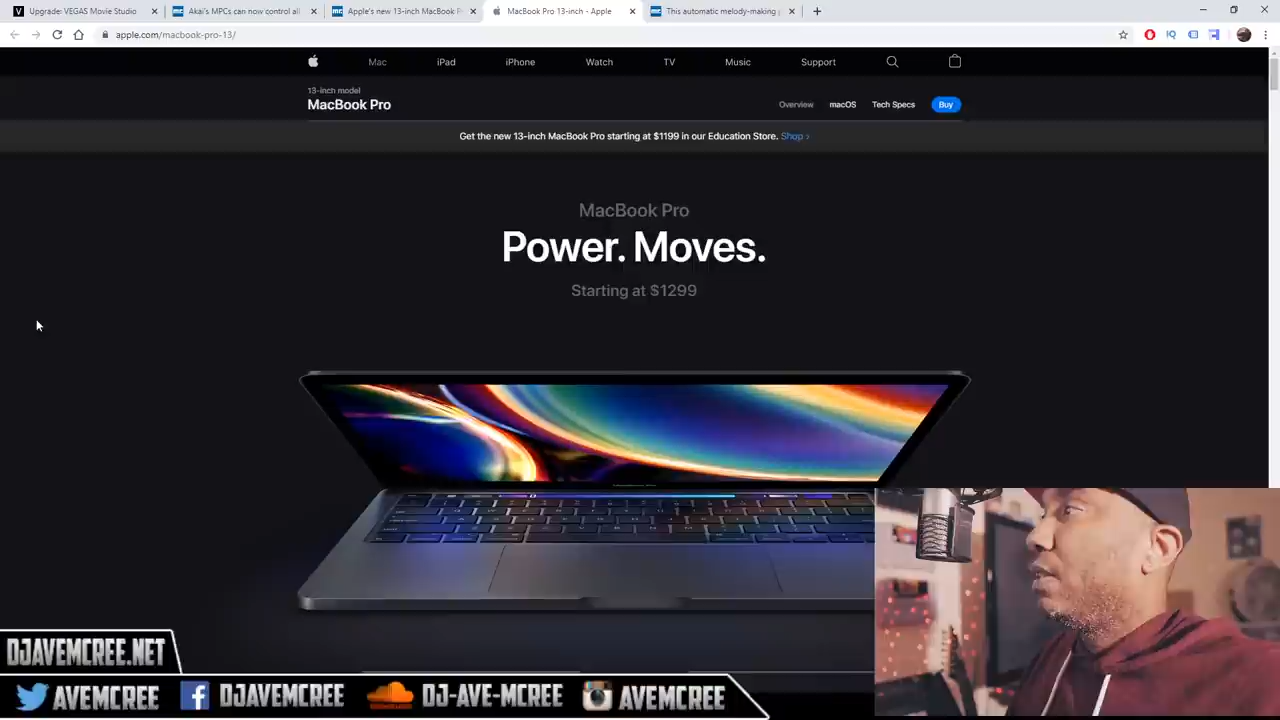 Upgrade: VEGAS Movie Studio
Akai's MPCs can now control all
Apple's new 13-inch MacBook P
MacBook Pro 13-inch - Apple
This automatic melody-making
apple.com/macbook-pro-13/
Mac iPad iPhone Watch TV Music Support
13-inch model
MacBook Pro
Overview macOS Tech Specs Buy
Get the new 13-inch MacBook Pro starting at $1199 in our Education Store. Shop >
MacBook Pro
Power. Moves.
Starting at $1299
DJAVEMCREE.NET
AVEMCREE DJAVEMCREE DJ-AVE-MCREE AVEMCREE